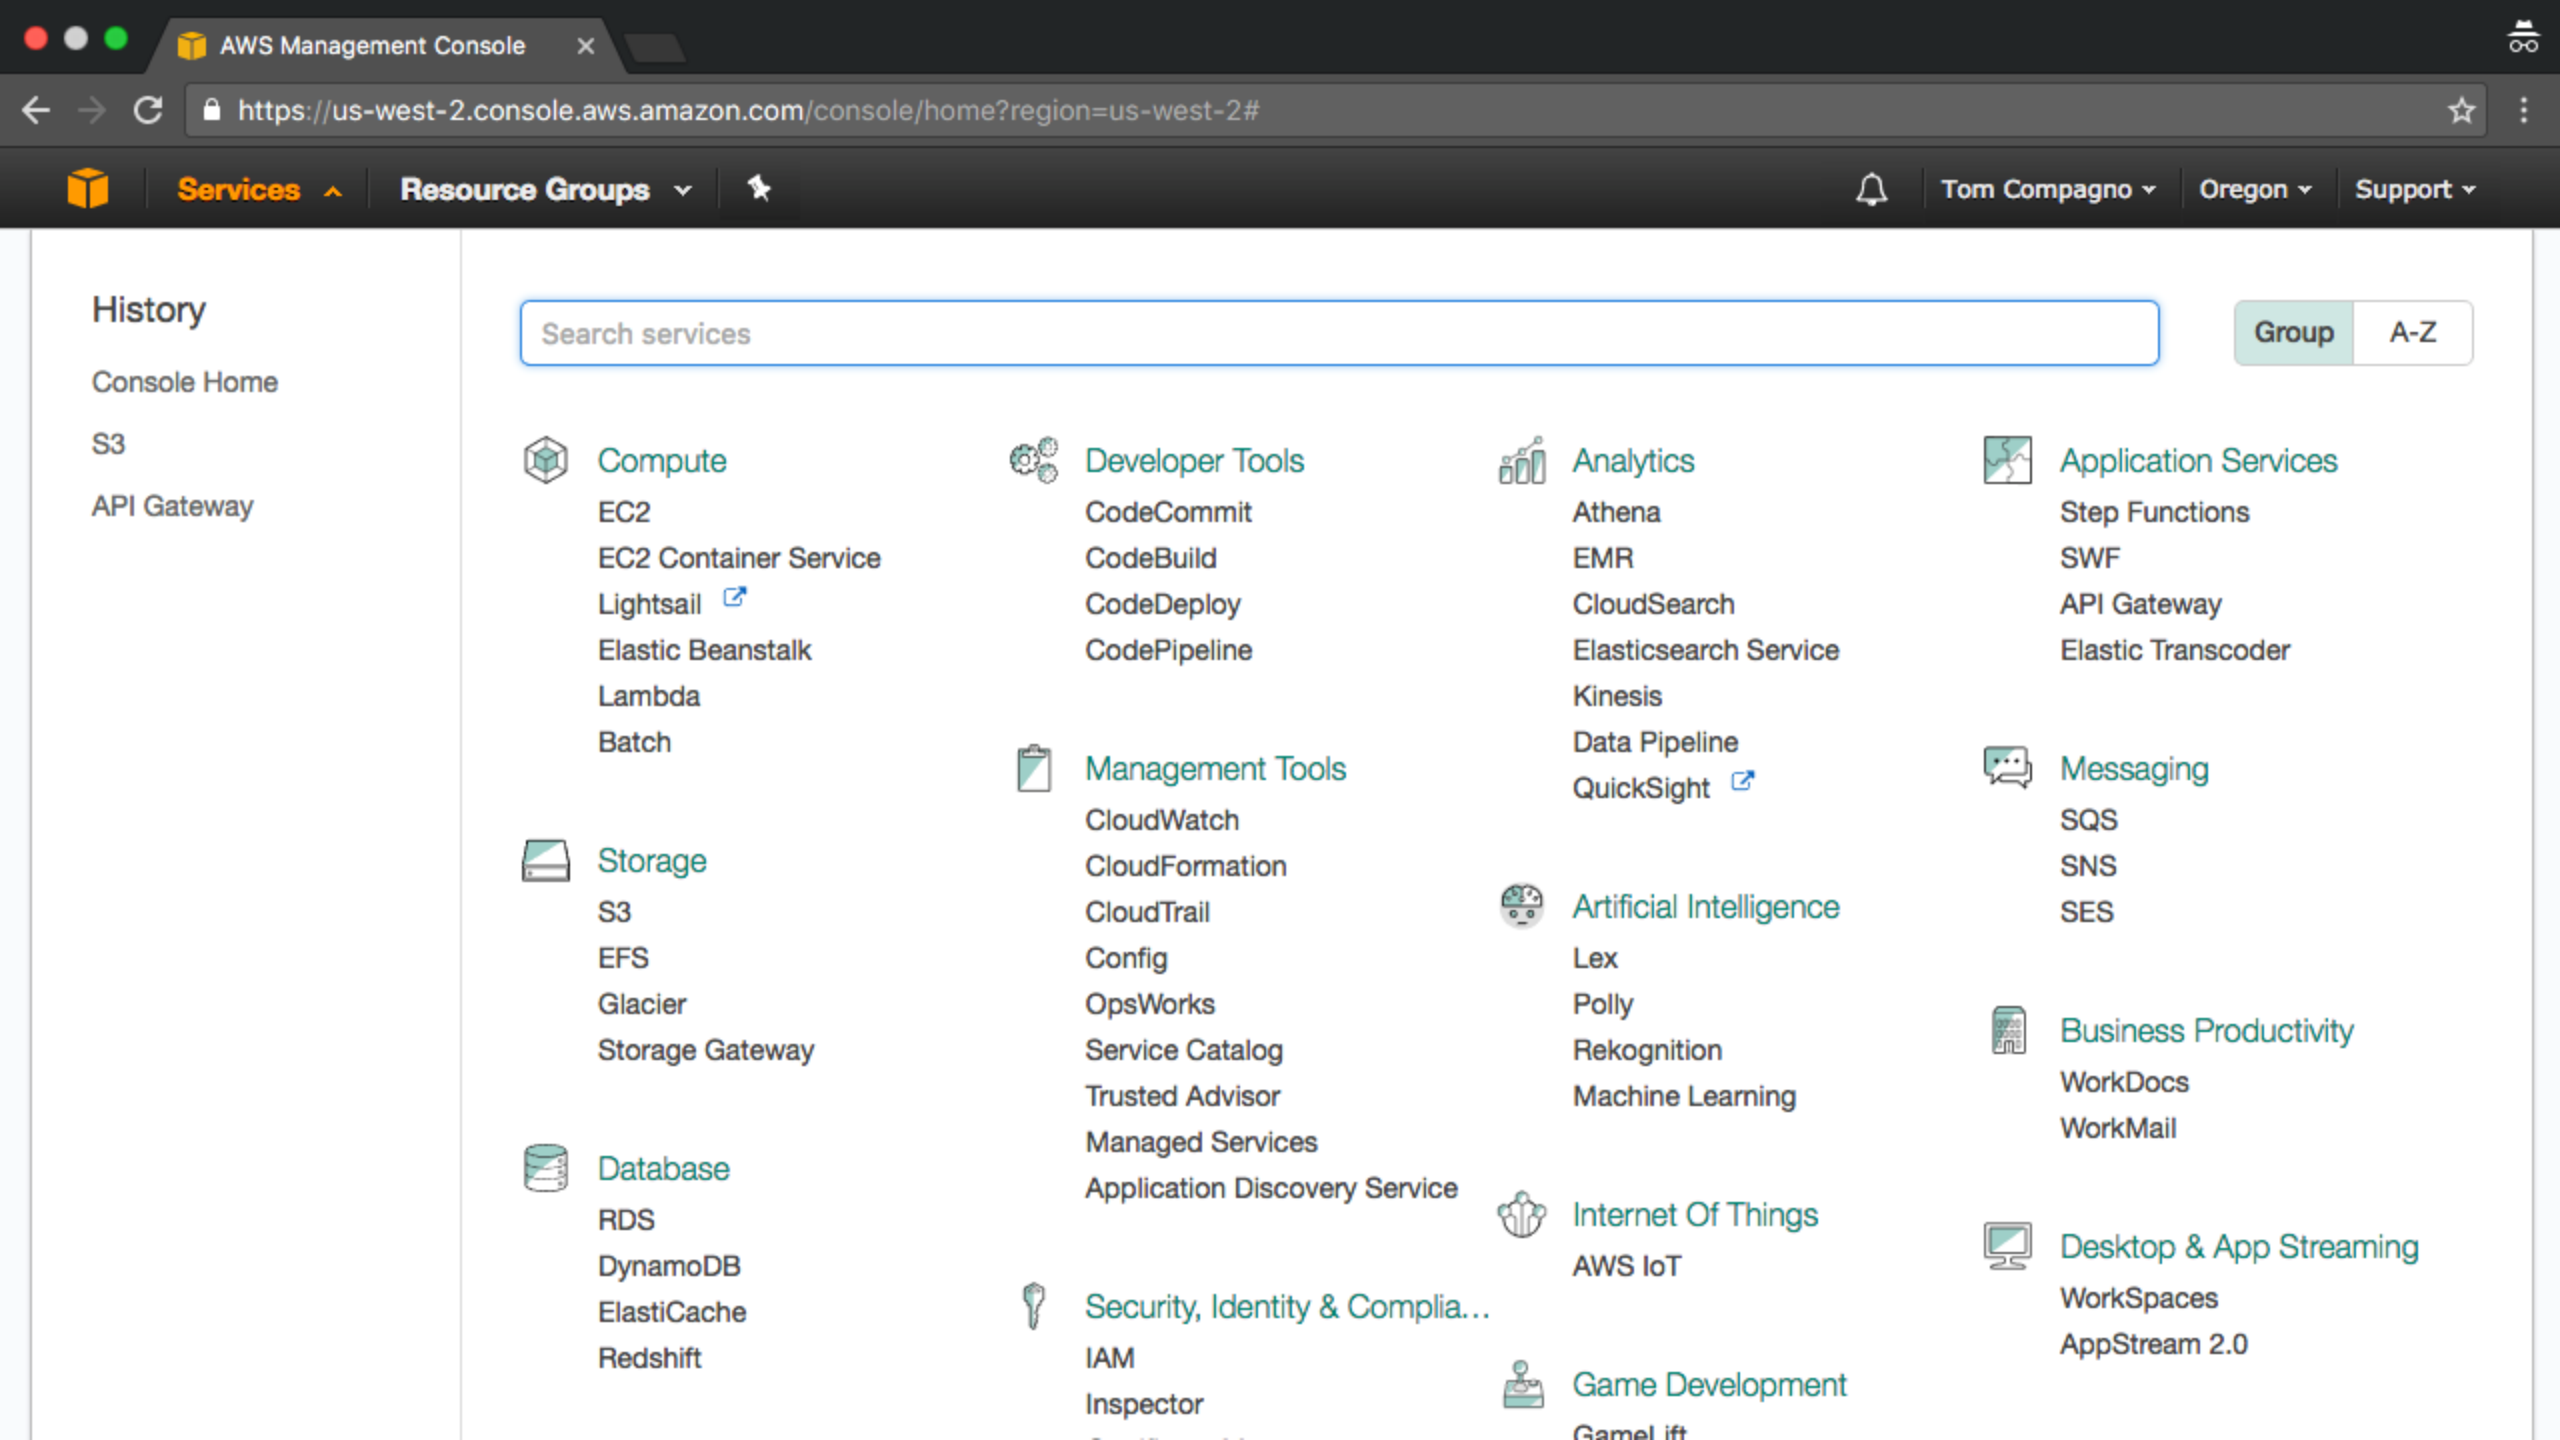 AWS Management Console
https://us-west-2.console.aws.amazon.com/console/home?region=us-west-2#
Services
Resource Groups
Tom Compagno
Oregon
Support
History
Console Home
S3
API Gateway
Search services
Group
A-Z
Compute
EC2
EC2 Container Service
Lightsail
Elastic Beanstalk
Lambda
Batch
Storage
S3
EFS
Glacier
Storage Gateway
Database
RDS
DynamoDB
ElastiCache
Redshift
Developer Tools
CodeCommit
CodeBuild
CodeDeploy
CodePipeline
Management Tools
CloudWatch
CloudFormation
CloudTrail
Config
OpsWorks
Service Catalog
Trusted Advisor
Managed Services
Application Discovery Service
Security, Identity & Complia...
IAM
Inspector
Analytics
Athena
EMR
CloudSearch
Elasticsearch Service
Kinesis
Data Pipeline
QuickSight
Artificial Intelligence
Lex
Polly
Rekognition
Machine Learning
Internet Of Things
AWS IoT
Game Development
GameLift
Application Services
Step Functions
SWF
API Gateway
Elastic Transcoder
Messaging
SQS
SNS
SES
Business Productivity
WorkDocs
WorkMail
Desktop & App Streaming
WorkSpaces
AppStream 2.0